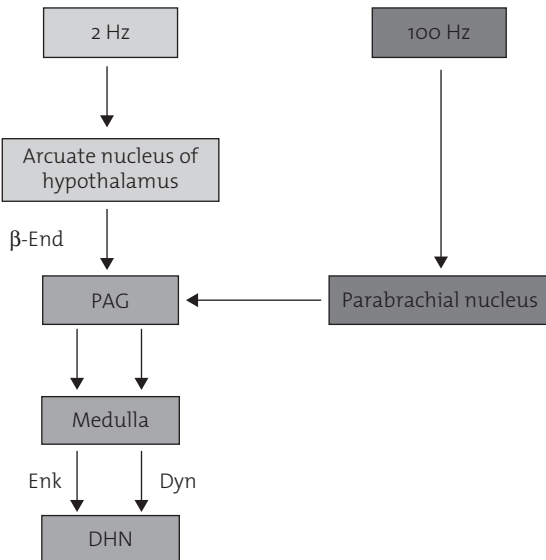 2 Hz
100 Hz
Arcuate nucleus of
hypothalamus
β-End
PAG
Parabrachial nucleus
Medulla
Enk
Dyn
DHN